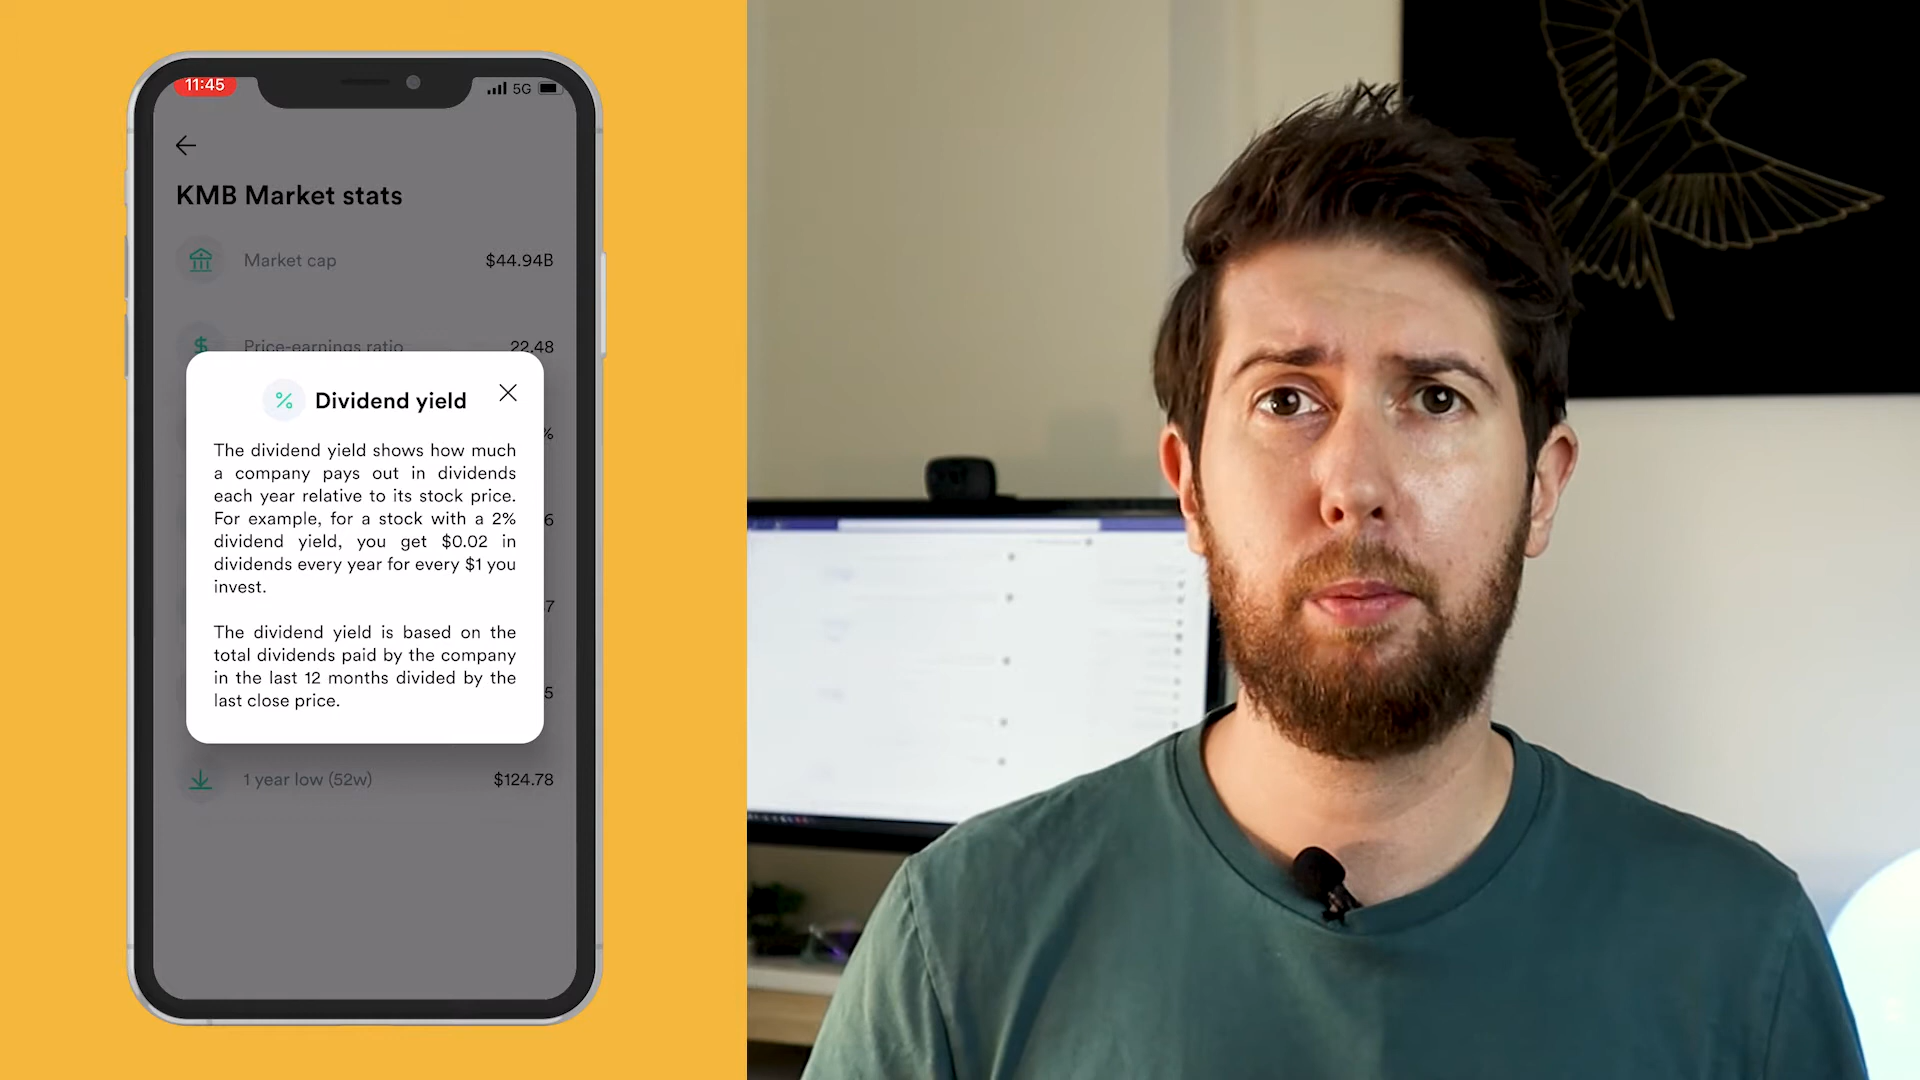 11:45
5G
KMB Market stats
Market cap $44.94B
Price-earnings ratio 22.48
%
Dividend yield
The dividend yield shows how much
a company pays out in dividends
each year relative to its stock price.
For example, for a stock with a 2%
dividend yield, you get $0.02 in
dividends every year for every $1 you
invest.
The dividend yield is based on the
total dividends paid by the company
in the last 12 months divided by the
last close price.
6
7
5
1 year low (52w) $124.78